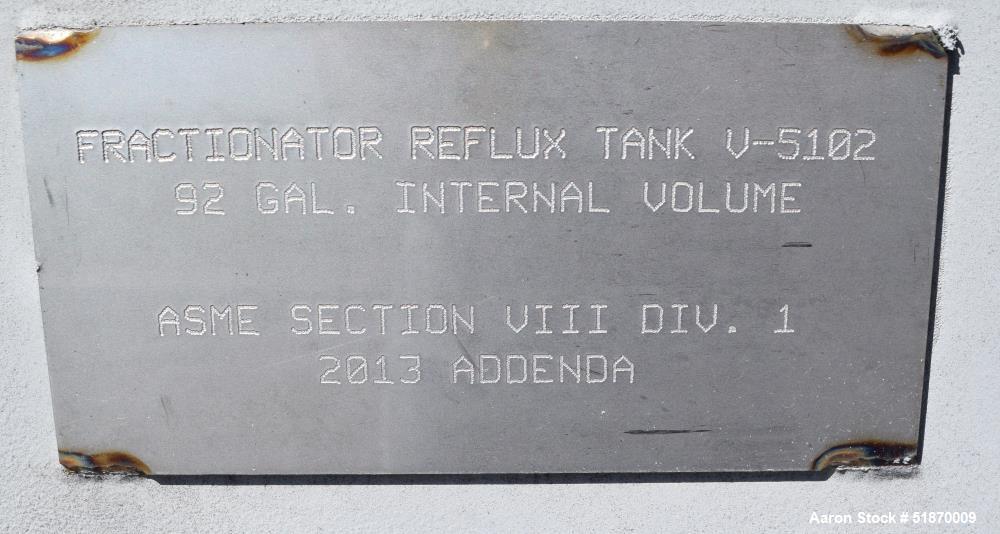 FRACTIONATOR REFLUX TANK V-5102
92 GAL. INTERNAL VOLUME
ASME SECTION VIII DIV. 1
2013 ADDENDA
Aaron Stock # 51870009